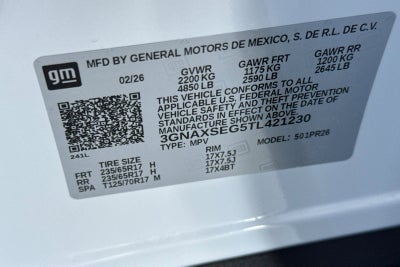 gm
MFD BY GENERAL MOTORS DE MEXICO, S. DE R.L. DE C.V.
02/26
GVWR GAWR FRT GAWR RR
2200 KG 1175 KG 1200 KG
4850 LB 2590 LB 2645 LB
THIS VEHICLE CONFORMS TO ALL
APPLICABLE U.S. FEDERAL MOTOR
VEHICLE SAFETY AND THEFT
PREVENTION STANDARDS IN
EFFECT ON THE DATE OF
MANUFACTURE SHOWN ABOVE.
3GNAXSEG5TL421230
TYPE: MPV MODEL: 501PR26
241L
TIRE SIZE RIM
FRT 235/65R17 H 17X7.5J
RR 235/65R17 H 17X7.5J
SPA T125/70R17 M 17X4BT